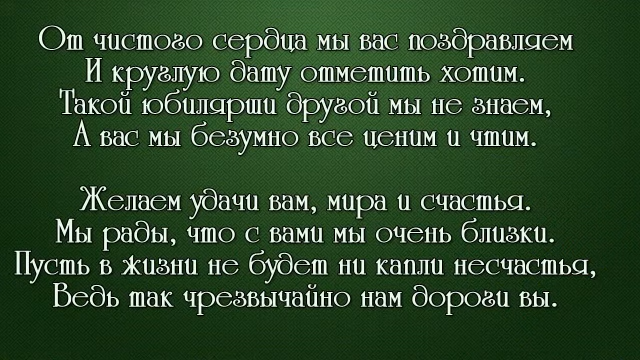 От чистого сердца мы вас поздравляем
И круглую дату отметить хотим.
Такой юбилярши другой мы не знаем,
А вас мы безумно все ценим и чтим.
Желаем удачи вам, мира и счастья.
Мы рады, что с вами мы очень близки.
Пусть в жизни не будет ни капли несчастья,
Ведь так чрезвычайно нам дороги вы.